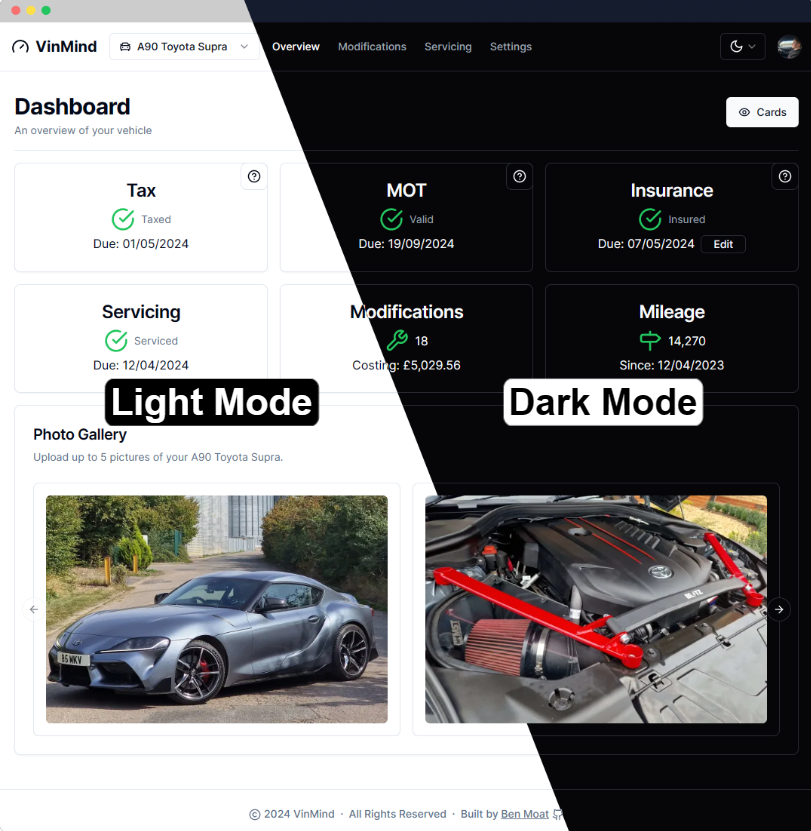 VinMind A90 Toyota Supra Overview Modifications Servicing Settings
Dashboard
An overview of your vehicle
Cards
Tax
Taxed
Due: 01/05/2024
MOT
Valid
Due: 19/09/2024
Insurance
Insured
Due: 07/05/2024 Edit
Servicing
Serviced
Due: 12/04/2024
Modifications
18
Costing: £5,029.56
Mileage
14,270
Since: 12/04/2023
Light Mode
Dark Mode
Photo Gallery
Upload up to 5 pictures of your A90 Toyota Supra.
BLITZ
© 2024 VinMind · All Rights Reserved · Built by Ben Moat